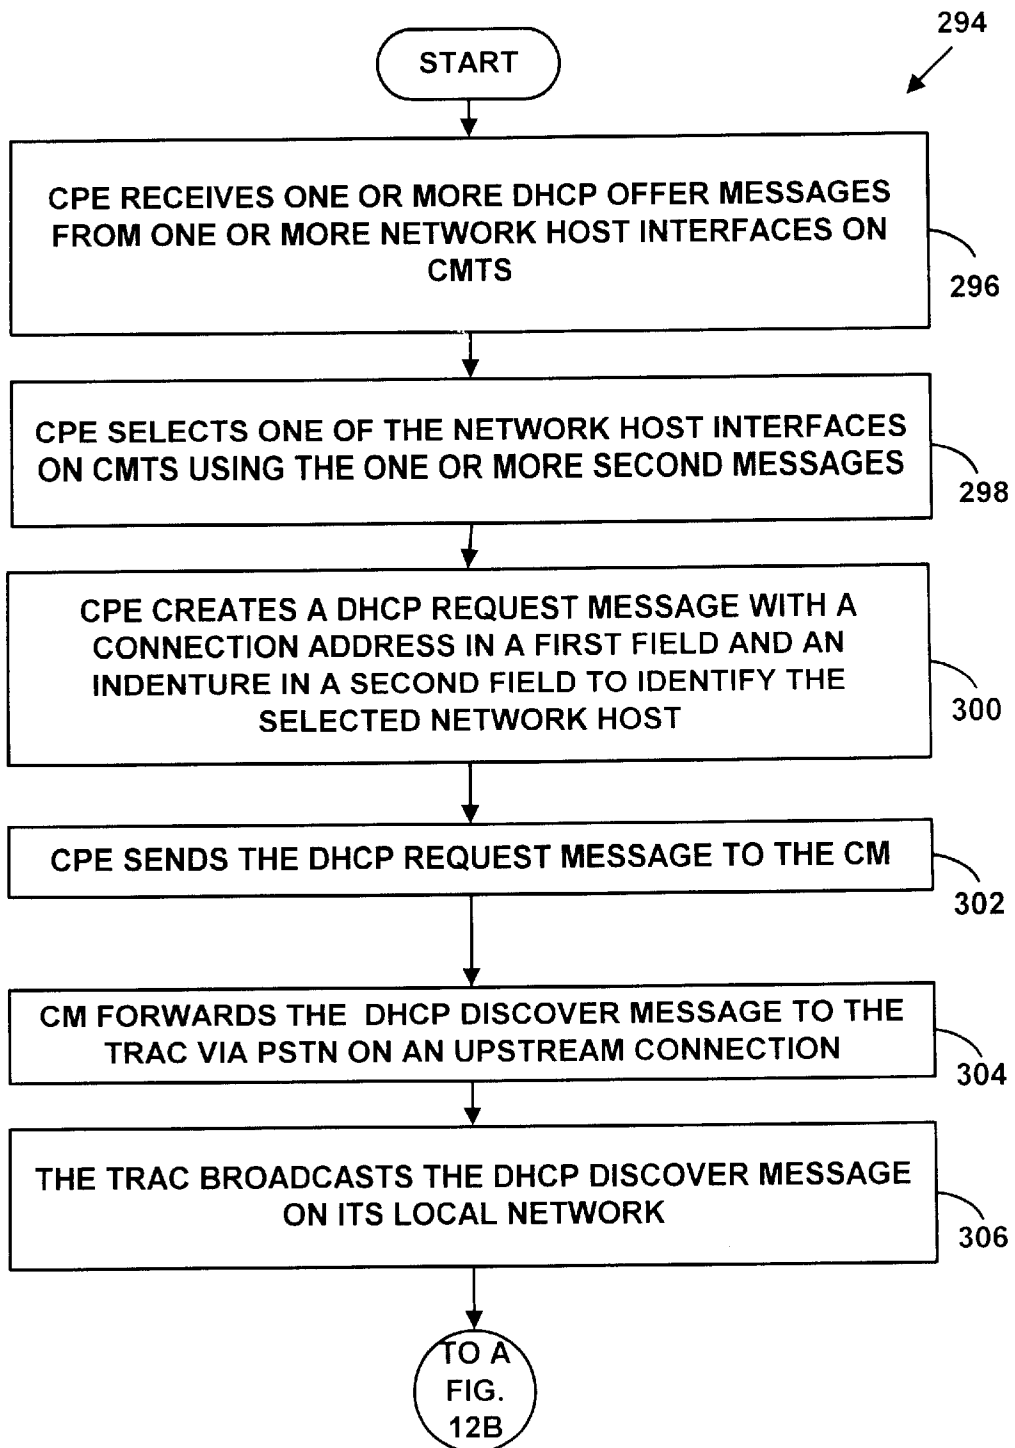 294
START
CPE RECEIVES ONE OR MORE DHCP OFFER MESSAGES
FROM ONE OR MORE NETWORK HOST INTERFACES ON
CMTS
296
CPE SELECTS ONE OF THE NETWORK HOST INTERFACES
ON CMTS USING THE ONE OR MORE SECOND MESSAGES
298
CPE CREATES A DHCP REQUEST MESSAGE WITH A
CONNECTION ADDRESS IN A FIRST FIELD AND AN
INDENTURE IN A SECOND FIELD TO IDENTIFY THE
SELECTED NETWORK HOST
300
CPE SENDS THE DHCP REQUEST MESSAGE TO THE CM
302
CM FORWARDS THE DHCP DISCOVER MESSAGE TO THE
TRAC VIA PSTN ON AN UPSTREAM CONNECTION
304
THE TRAC BROADCASTS THE DHCP DISCOVER MESSAGE
ON ITS LOCAL NETWORK
306
TO A
FIG.
12B